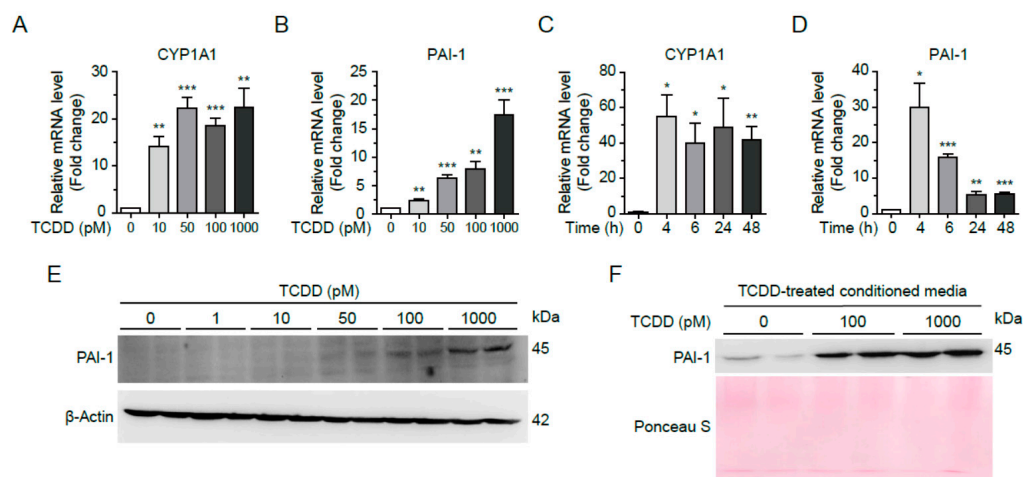 A
CYP1A1
Relative mRNA level
(Fold change)
30
20
10
0
**
***
***
**
TCDD (pM)
0 10 50 100 1000
B
PAI-1
Relative mRNA level
(Fold change)
25
20
15
10
5
0
**
***
**
***
TCDD (pM)
0 10 50 100 1000
C
CYP1A1
Relative mRNA level
(Fold change)
80
60
40
20
0
*
*
*
**
Time (h)
0 4 6 24 48
D
PAI-1
Relative mRNA level
(Fold change)
40
30
20
10
0
*
***
**
***
Time (h)
0 4 6 24 48
E
TCDD (pM)
0 1 10 50 100 1000 kDa
PAI-1 45
β-Actin 42
F
TCDD-treated conditioned media
TCDD (pM) 0 100 1000 kDa
PAI-1 45
Ponceau S